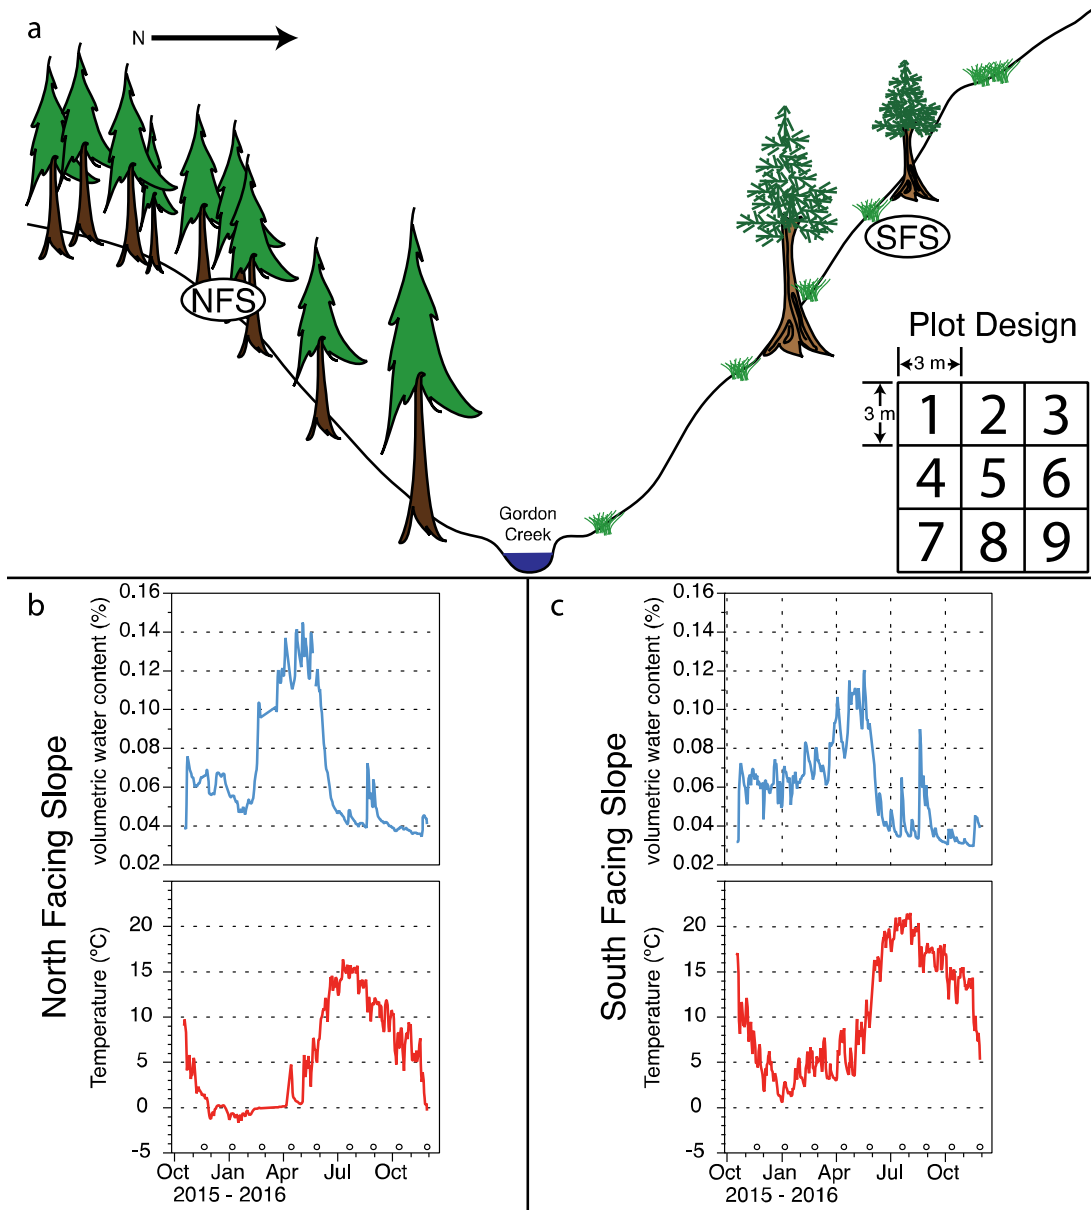 a
N
NFS
SFS
Gordon
Creek
Plot Design
3 m
3 m
1 2 3
4 5 6
7 8 9
b
North Facing Slope
volumetric water content (%)
0.16
0.14
0.12
0.10
0.08
0.06
0.04
0.02
Temperature (°C)
20
15
10
5
0
-5
Oct Jan Apr Jul Oct
2015 - 2016
c
South Facing Slope
volumetric water content (%)
0.16
0.14
0.12
0.10
0.08
0.06
0.04
0.02
Temperature (°C)
20
15
10
5
0
-5
Oct Jan Apr Jul Oct
2015 - 2016